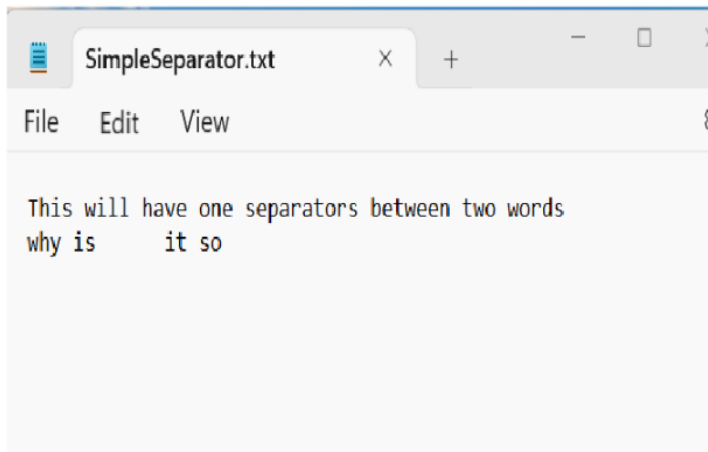 SimpleSeparator.txt
File Edit View
This will have one separators between two words
why is      it so